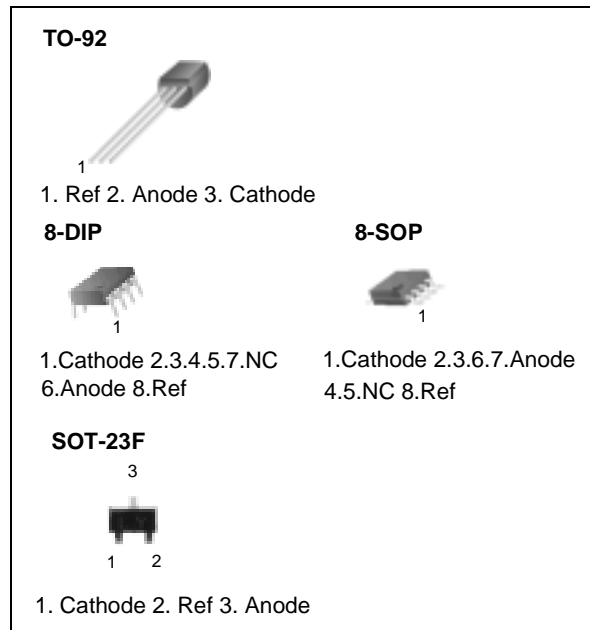 TO-92
1
1. Ref 2. Anode 3. Cathode
8-DIP
1
1.Cathode 2.3.4.5.7.NC
6.Anode 8.Ref
8-SOP
1
1.Cathode 2.3.6.7.Anode
4.5.NC 8.Ref
SOT-23F
3
1 2
1. Cathode 2. Ref 3. Anode